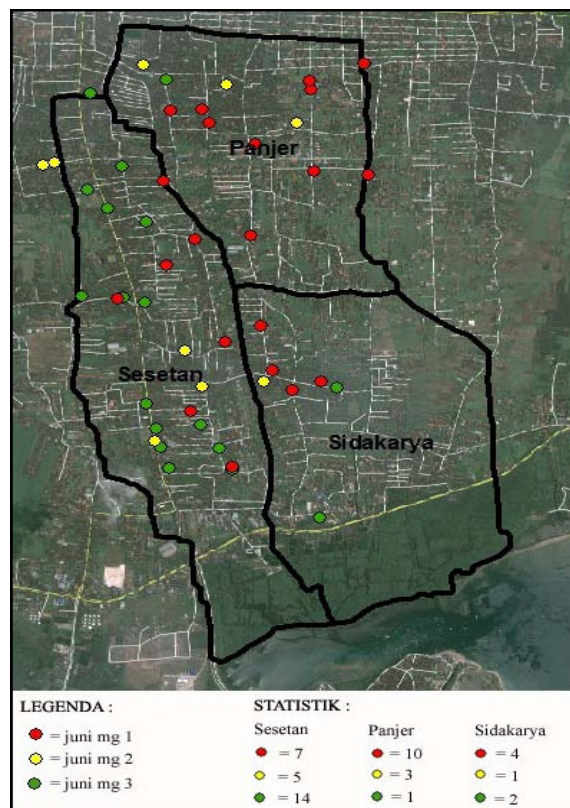 Panjer
Sesetan
Sidakarya
LEGENDA :
= juni mg 1
= juni mg 2
= juni mg 3
STATISTIK :
Sesetan Panjer Sidakarya
= 7 = 10 = 4
= 5 = 3 = 1
= 14 = 1 = 2